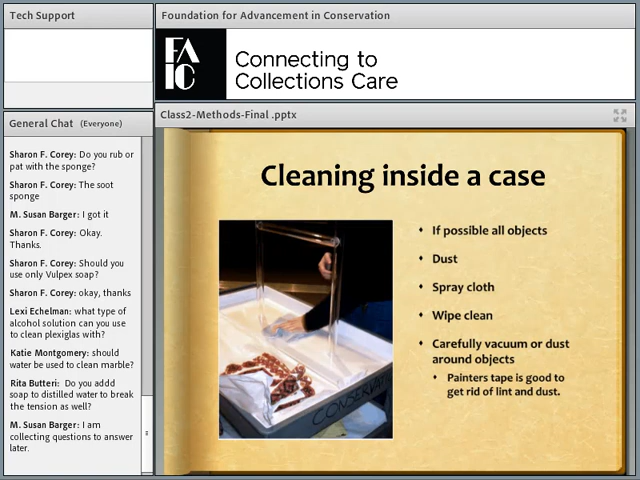 Tech Support
Foundation for Advancement in Conservation
FA
IC
Connecting to
Collections Care
General Chat (Everyone)
Sharon F. Corey: Do you rub or
pat with the sponge?
Sharon F. Corey: The soot
sponge
M. Susan Barger: I got it
Sharon F. Corey: Okay.
Thanks.
Sharon F. Corey: Should you
use only Vulpex soap?
Sharon F. Corey: okay, thanks
Lexi Echelman: what type of
alcohol solution can you use
to clean plexiglas with?
Katie Montgomery: should
water be used to clean marble?
Rita Butteri: Do you addd
soap to distilled water to break
the tension as well?
M. Susan Barger: I am
collecting questions to answer
later.
Class2-Methods-Final .pptx
Cleaning inside a case
If possible all objects
Dust
Spray cloth
Wipe clean
Carefully vacuum or dust
around objects
Painters tape is good to
get rid of lint and dust.
CONSERVAT